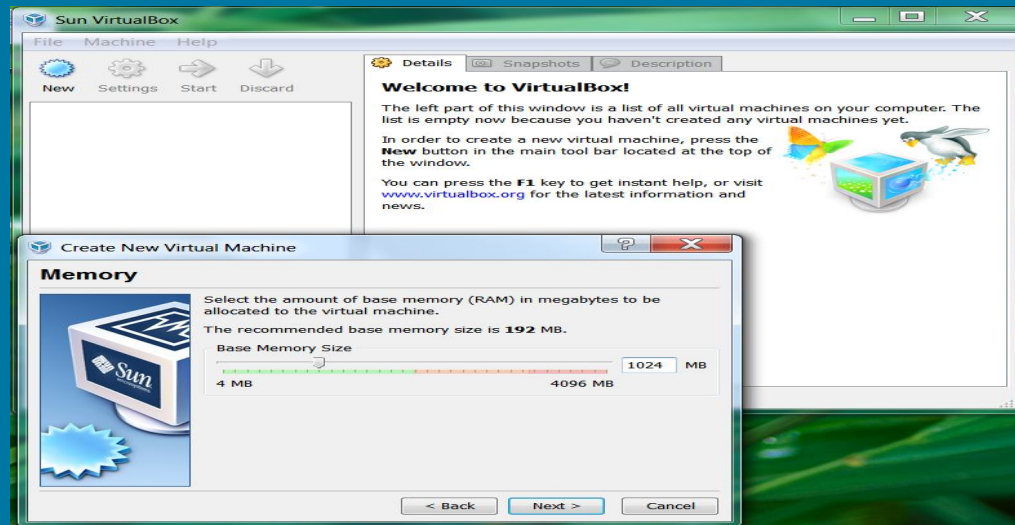 Sun VirtualBox
File Machine Help
New Settings Start Discard
Details Snapshots Description
Welcome to VirtualBox!
The left part of this window is a list of all virtual machines on your computer. The
list is empty now because you haven't created any virtual machines yet.
In order to create a new virtual machine, press the
New button in the main tool bar located at the top of
the window.
You can press the F1 key to get instant help, or visit
www.virtualbox.org for the latest information and
news.
Create New Virtual Machine
Memory
Select the amount of base memory (RAM) in megabytes to be
allocated to the virtual machine.
The recommended base memory size is 192 MB.
Base Memory Size
1024 MB
4 MB 4096 MB
Sun
microsystems
< Back Next > Cancel